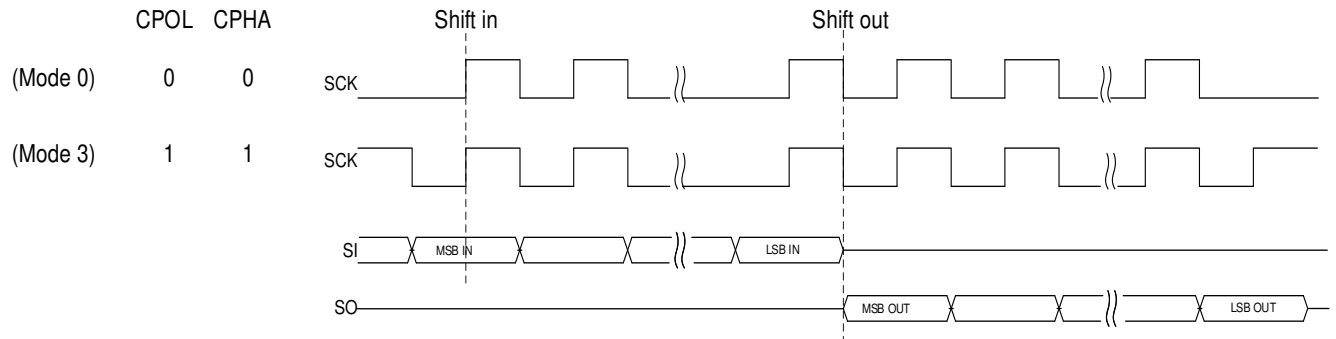 CPOL CPHA Shift in Shift out
(Mode 0) 0 0 SCK
(Mode 3) 1 1 SCK
SI MSB IN LSB IN
SO MSB OUT LSB OUT